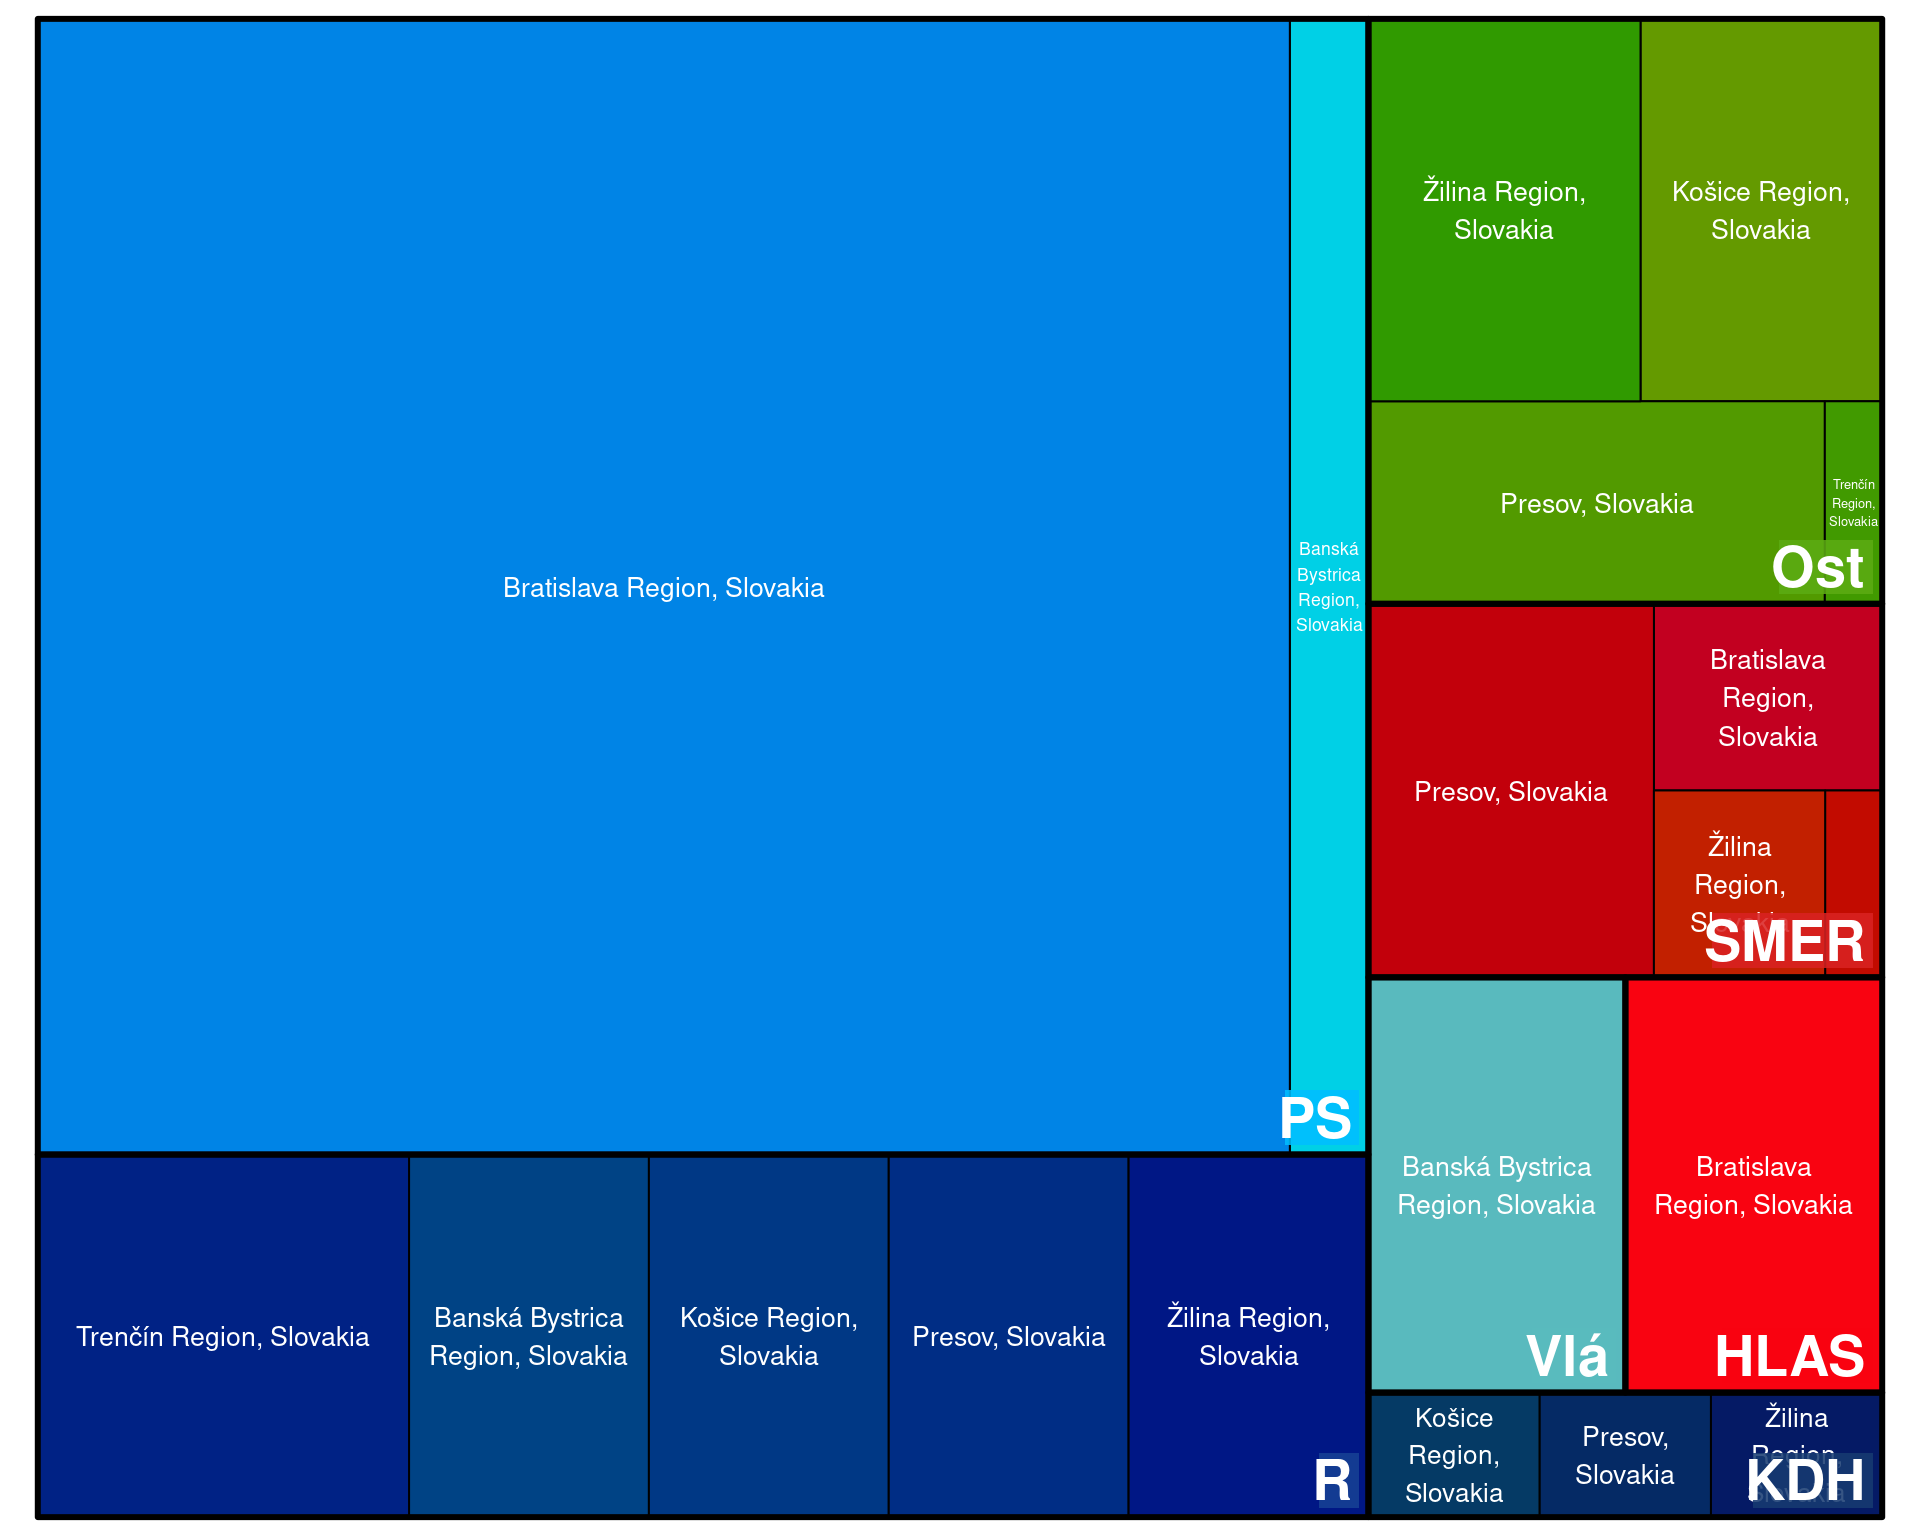 Bratislava Region, Slovakia
Banská
Bystrica
Region,
Slovakia
PS
Trenčín Region, Slovakia
Banská Bystrica
Region, Slovakia
Košice Region,
Slovakia
Presov, Slovakia
Žilina Region,
Slovakia
R
Žilina Region,
Slovakia
Košice Region,
Slovakia
Presov, Slovakia
Trenčín
Region,
Slovakia
Ost
Presov, Slovakia
Bratislava
Region,
Slovakia
Žilina
Region,
Slovakia
SMER
Banská Bystrica
Region, Slovakia
Vlá
Bratislava
Region, Slovakia
HLAS
Košice
Region,
Slovakia
Presov,
Slovakia
Žilina
Region,
Slovakia
KDH